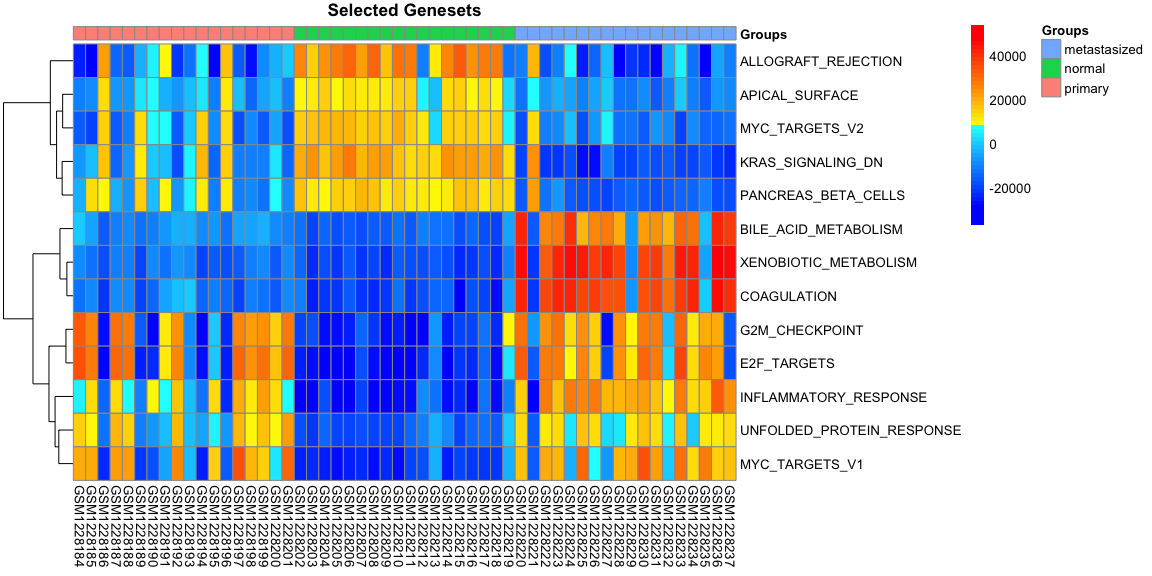 Selected Genesets
Groups
ALLOGRAFT_REJECTION
APICAL_SURFACE
MYC_TARGETS_V2
KRAS_SIGNALING_DN
PANCREAS_BETA_CELLS
BILE_ACID_METABOLISM
XENOBIOTIC_METABOLISM
COAGULATION
G2M_CHECKPOINT
E2F_TARGETS
INFLAMMATORY_RESPONSE
UNFOLDED_PROTEIN_RESPONSE
MYC_TARGETS_V1
GSM1228184
GSM1228185
GSM1228186
GSM1228187
GSM1228188
GSM1228189
GSM1228190
GSM1228191
GSM1228192
GSM1228193
GSM1228194
GSM1228195
GSM1228196
GSM1228197
GSM1228198
GSM1228199
GSM1228200
GSM1228201
GSM1228202
GSM1228203
GSM1228204
GSM1228205
GSM1228206
GSM1228207
GSM1228208
GSM1228209
GSM1228210
GSM1228211
GSM1228212
GSM1228213
GSM1228214
GSM1228215
GSM1228216
GSM1228217
GSM1228218
GSM1228219
GSM1228220
GSM1228221
GSM1228222
GSM1228223
GSM1228224
GSM1228225
GSM1228226
GSM1228227
GSM1228228
GSM1228229
GSM1228230
GSM1228231
GSM1228232
GSM1228233
GSM1228234
GSM1228235
GSM1228236
GSM1228237
40000
20000
0
-20000
Groups
metastasized
normal
primary